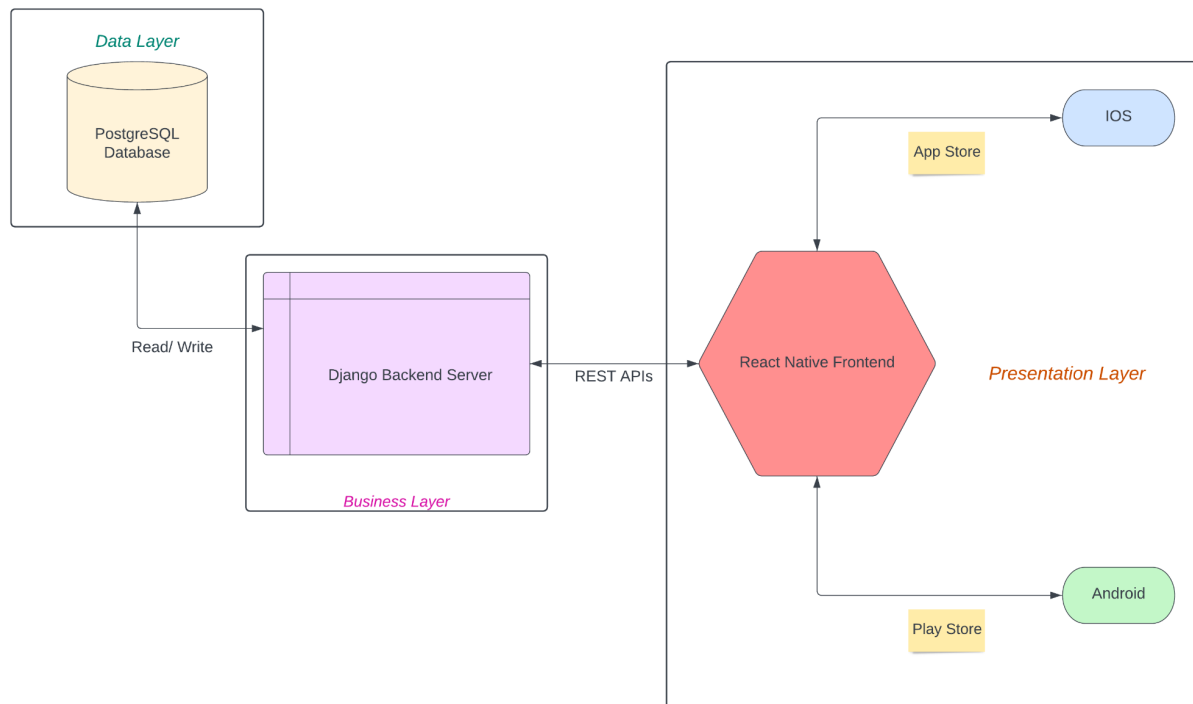 Data Layer
PostgreSQL
Database
Read/ Write
Django Backend Server
Business Layer
REST APIs
React Native Frontend
App Store
IOS
Presentation Layer
Play Store
Android